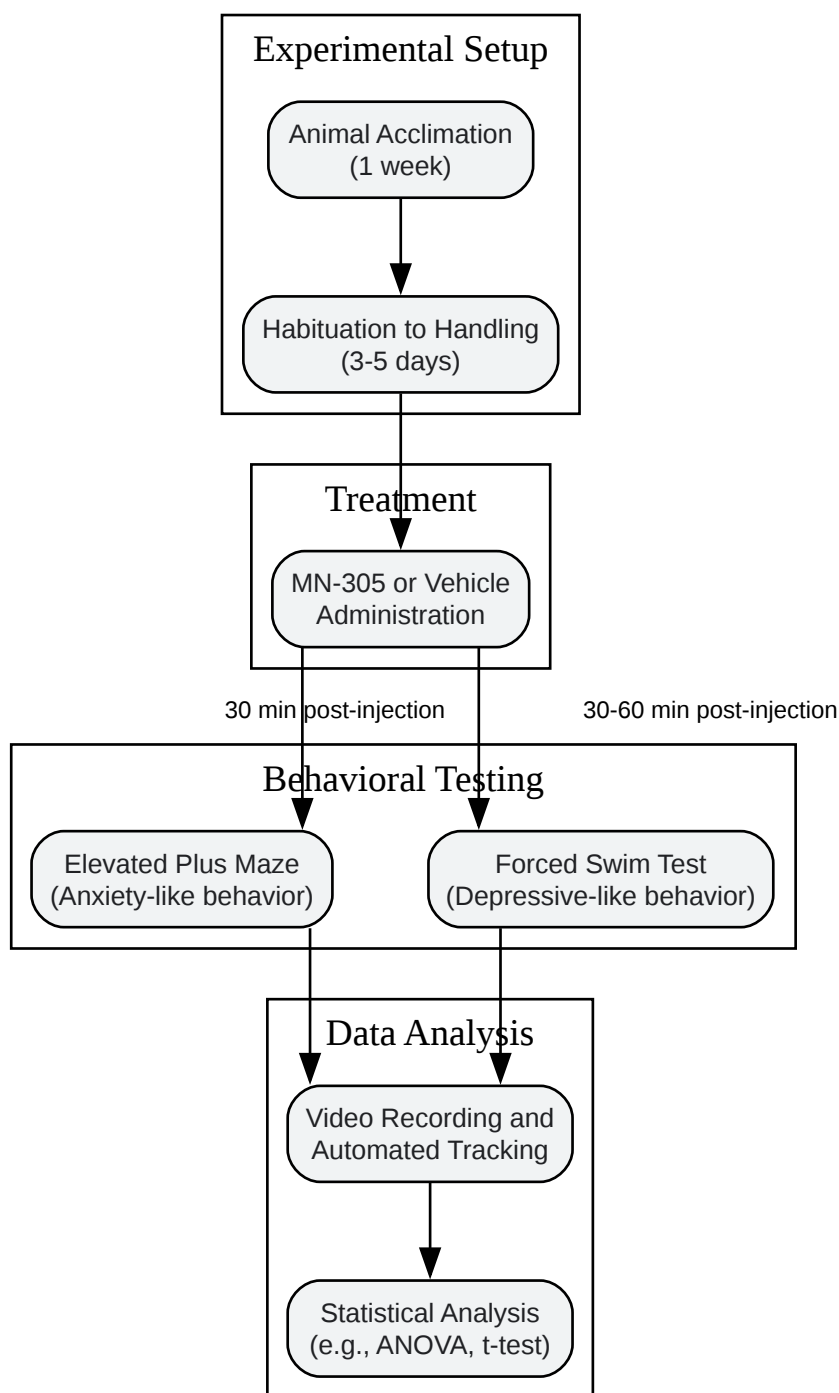 Experimental Setup
Animal Acclimation
(1 week)
Habituation to Handling
(3-5 days)
Treatment
MN-305 or Vehicle
Administration
30 min post-injection
30-60 min post-injection
Behavioral Testing
Elevated Plus Maze
(Anxiety-like behavior)
Forced Swim Test
(Depressive-like behavior)
Data Analysis
Video Recording and
Automated Tracking
Statistical Analysis
(e.g., ANOVA, t-test)